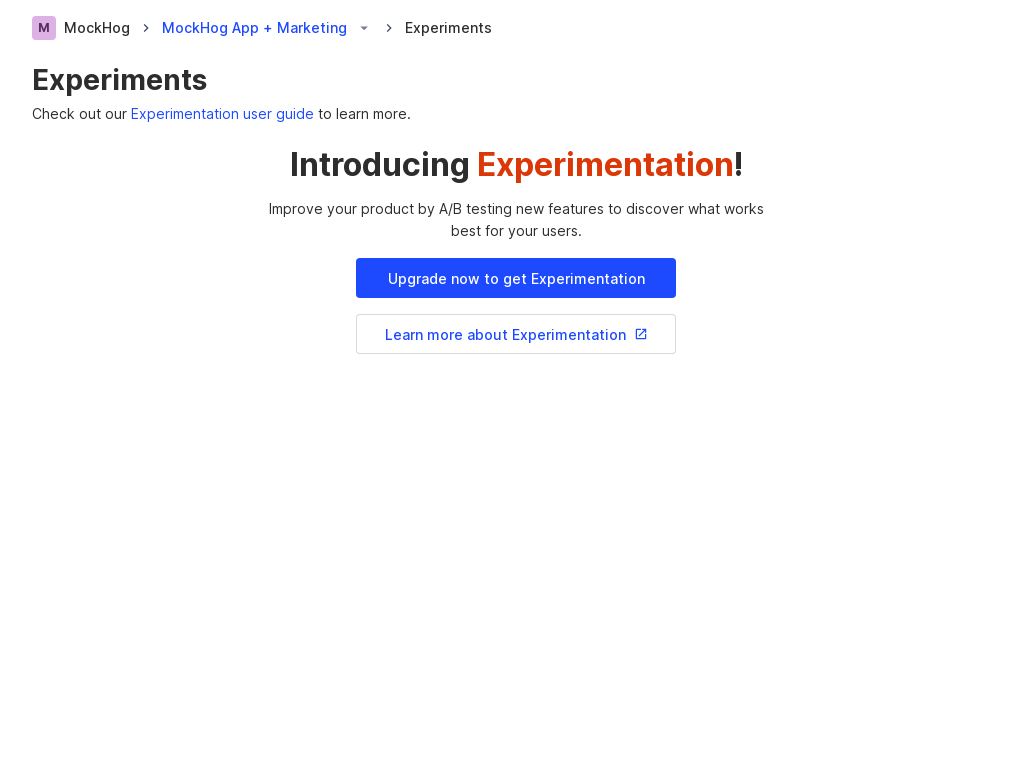 M MockHog MockHog App + Marketing Experiments
Experiments
Check out our Experimentation user guide to learn more.
Introducing Experimentation!
Improve your product by A/B testing new features to discover what works
best for your users.
Upgrade now to get Experimentation
Learn more about Experimentation